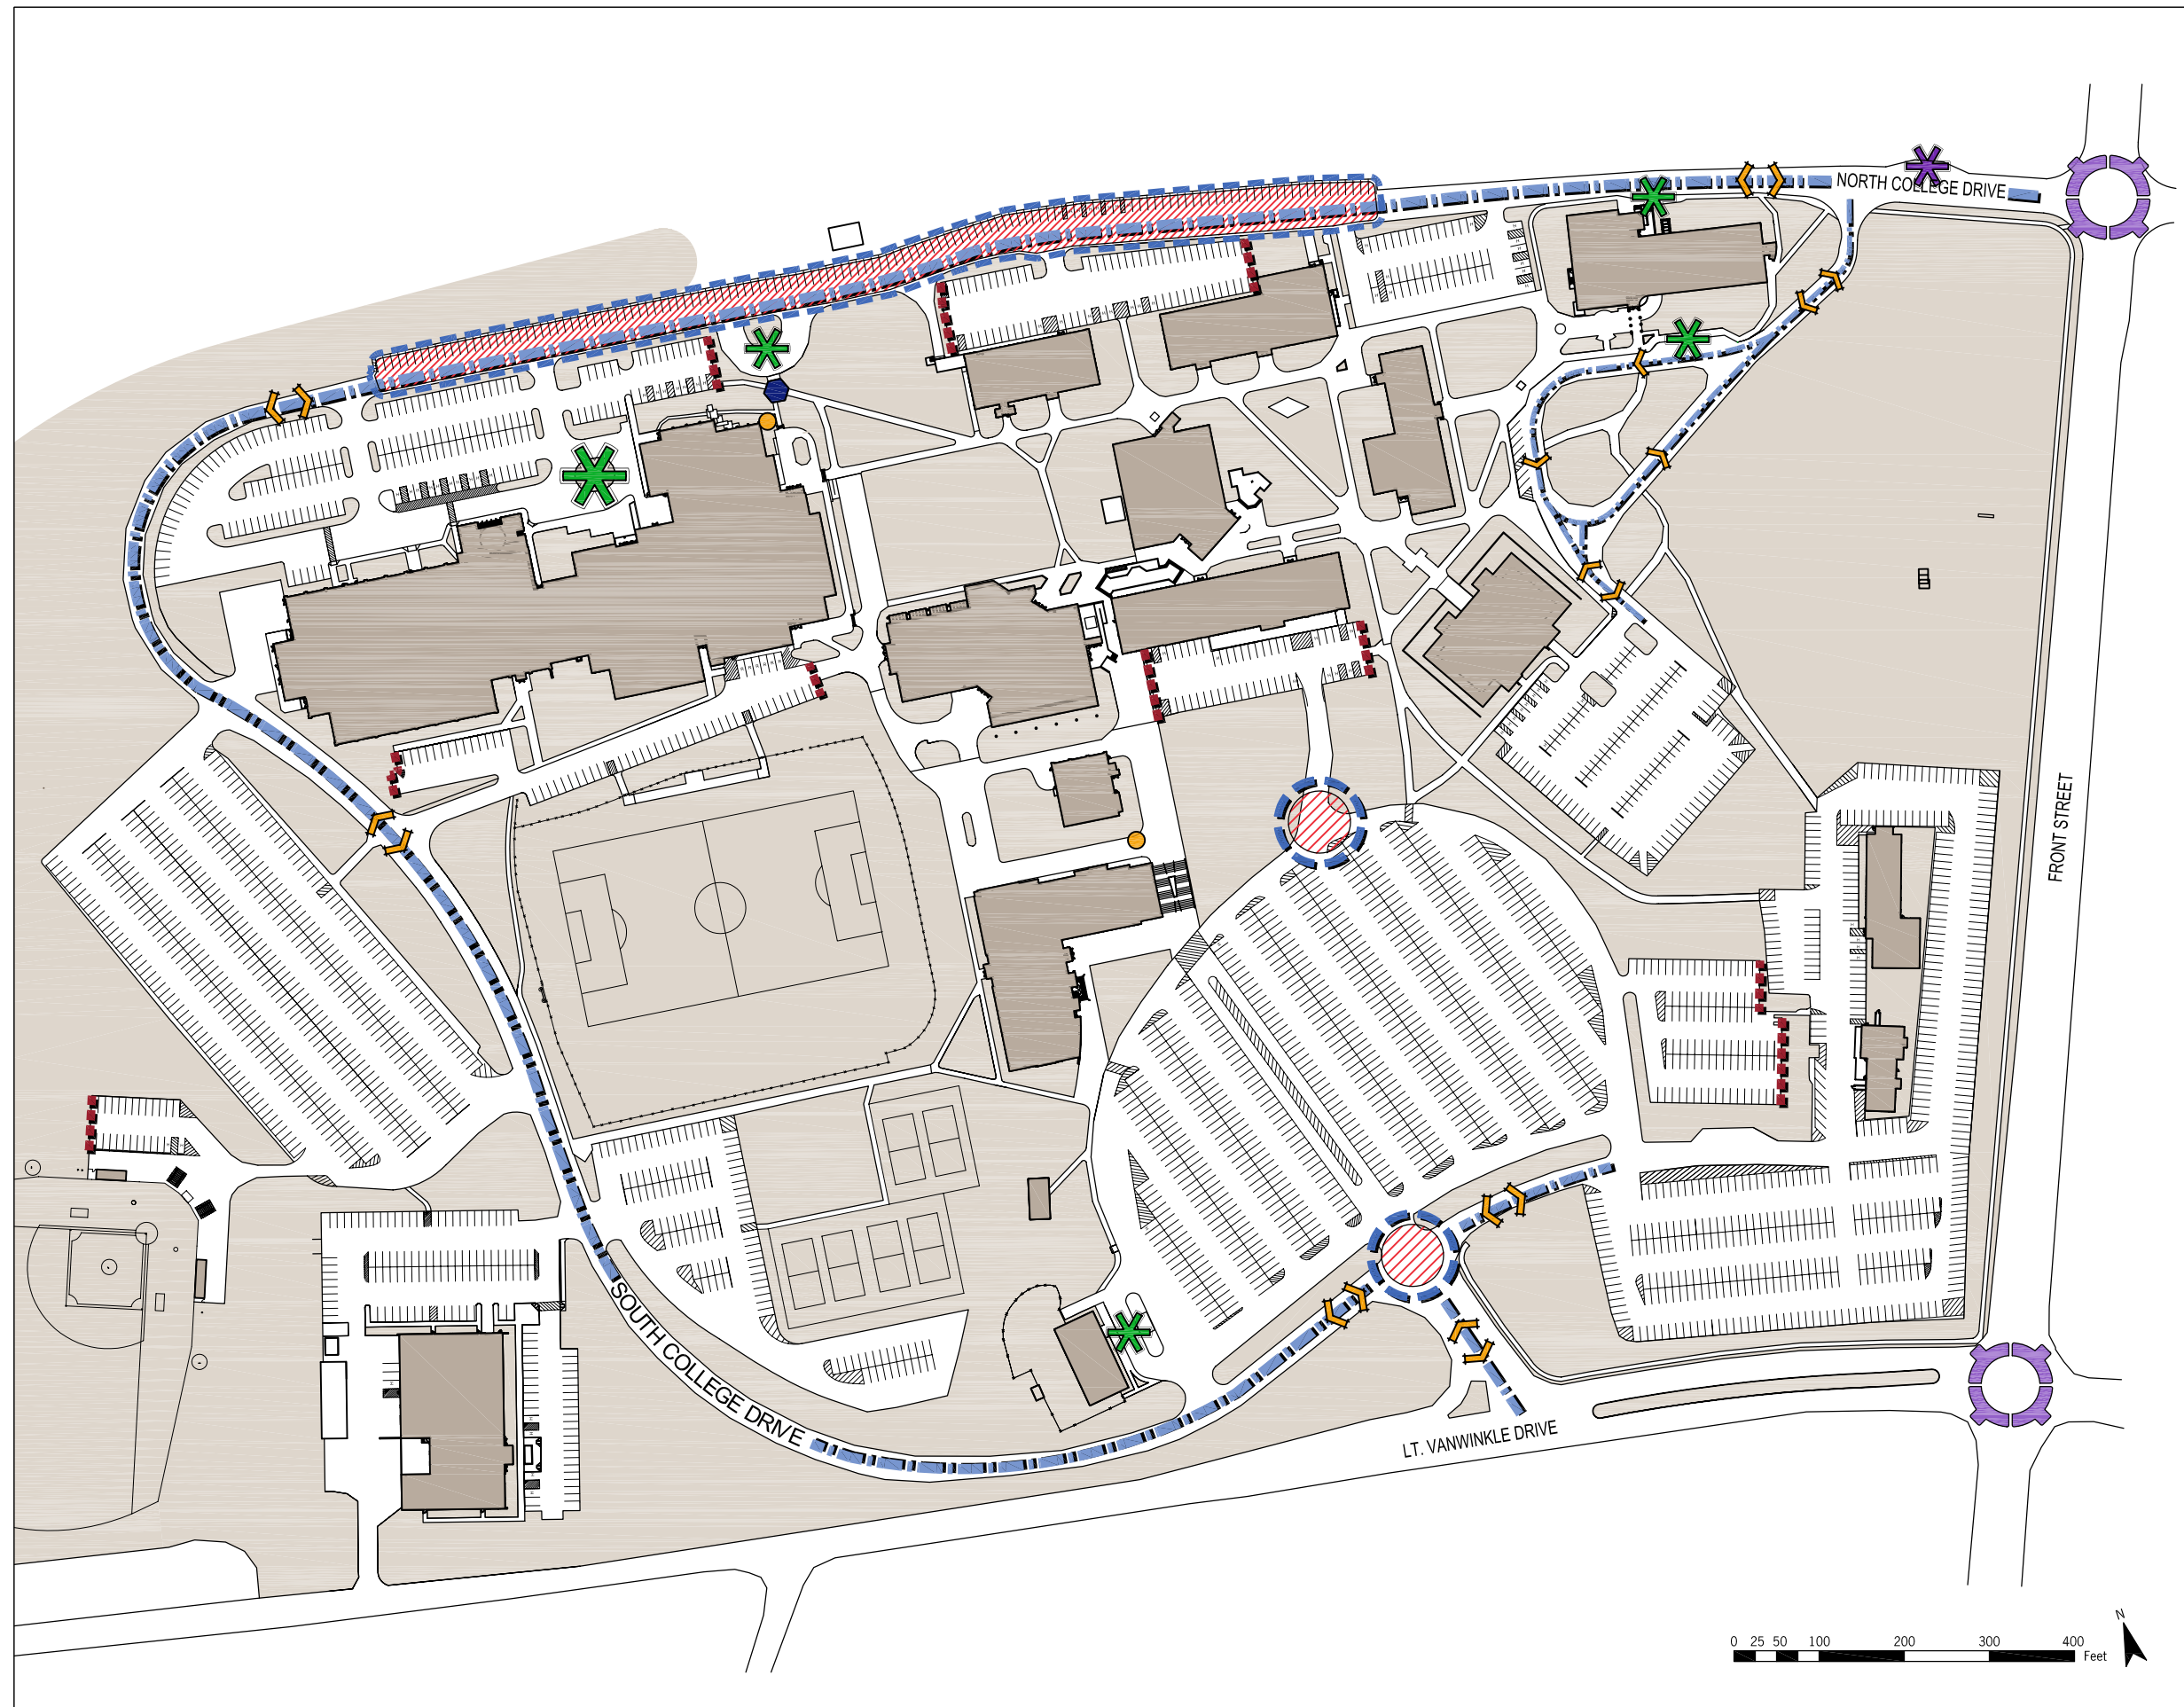 NORTH COLLEGE DRIVE
FRONT STREET
SOUTH COLLEGE DRIVE
LT. VANWINKLE DRIVE
N
0 25 50 100 200 300 400
Feet